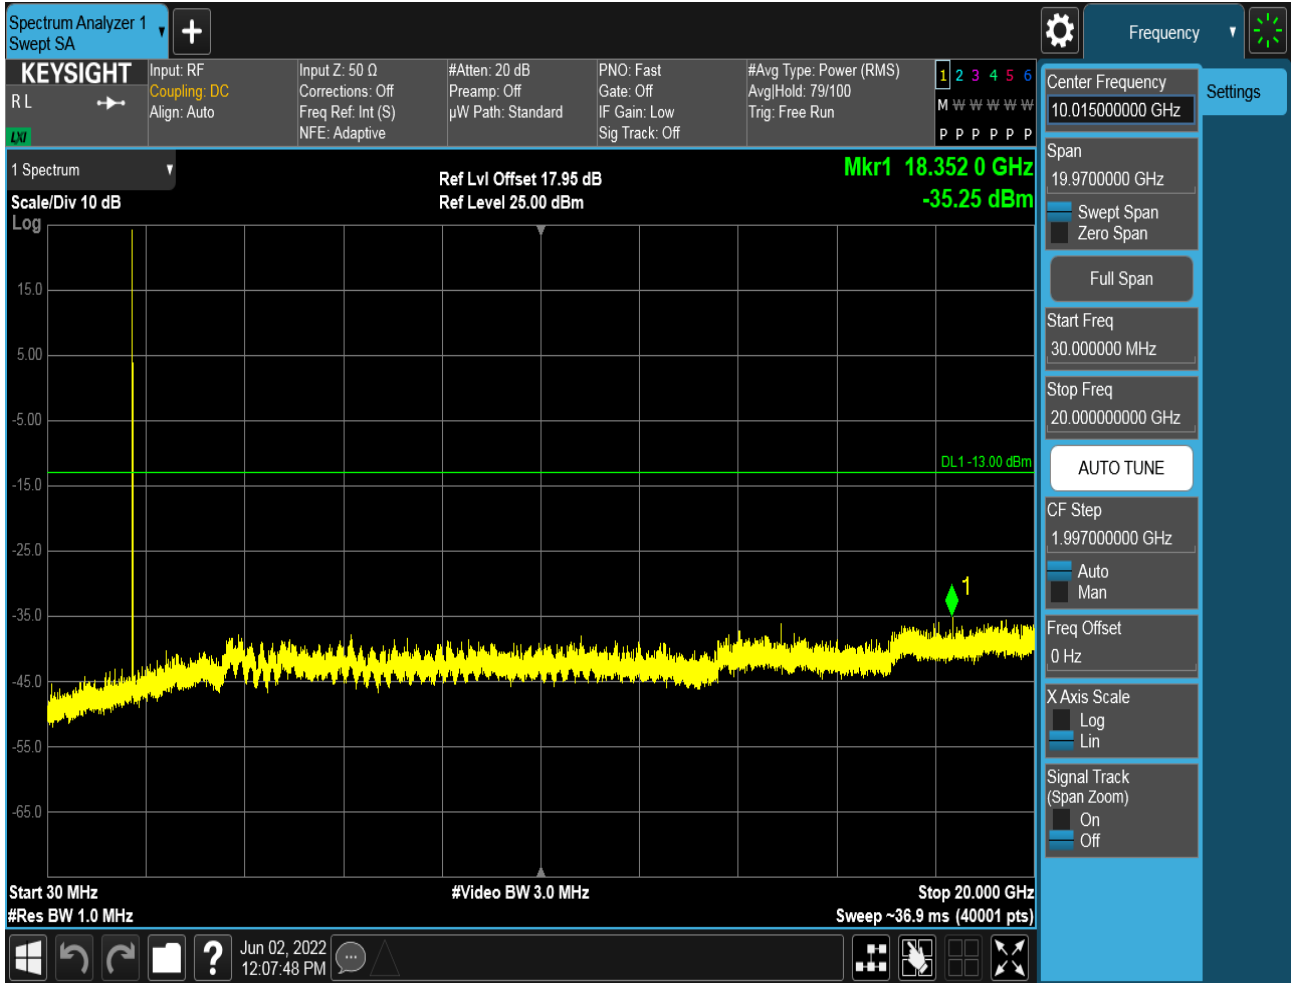 Spectrum Analyzer 1
Swept SA
Frequency
KEYSIGHT
R L
LXI
Input: RF
Coupling: DC
Align: Auto
Input Z: 50 Ω
Corrections: Off
Freq Ref: Int (S)
NFE: Adaptive
#Atten: 20 dB
Preamp: Off
µW Path: Standard
PNO: Fast
Gate: Off
IF Gain: Low
Sig Track: Off
#Avg Type: Power (RMS)
Avg|Hold: 79/100
Trig: Free Run
1 2 3 4 5 6
M W W W W W
P P P P P P
1 Spectrum
Scale/Div 10 dB
Log
Ref Lvl Offset 17.95 dB
Ref Level 25.00 dBm
Mkr1 18.352 0 GHz
-35.25 dBm
15.0
5.00
-5.00
-15.0
-25.0
-35.0
-45.0
-55.0
-65.0
DL1 -13.00 dBm
1
Start 30 MHz
#Res BW 1.0 MHz
#Video BW 3.0 MHz
Stop 20.000 GHz
Sweep ~36.9 ms (40001 pts)
?
Jun 02, 2022
12:07:48 PM
Center Frequency
10.015000000 GHz
Settings
Span
19.9700000 GHz
Swept Span
Zero Span
Full Span
Start Freq
30.000000 MHz
Stop Freq
20.000000000 GHz
AUTO TUNE
CF Step
1.997000000 GHz
Auto
Man
Freq Offset
0 Hz
X Axis Scale
Log
Lin
Signal Track
(Span Zoom)
On
Off